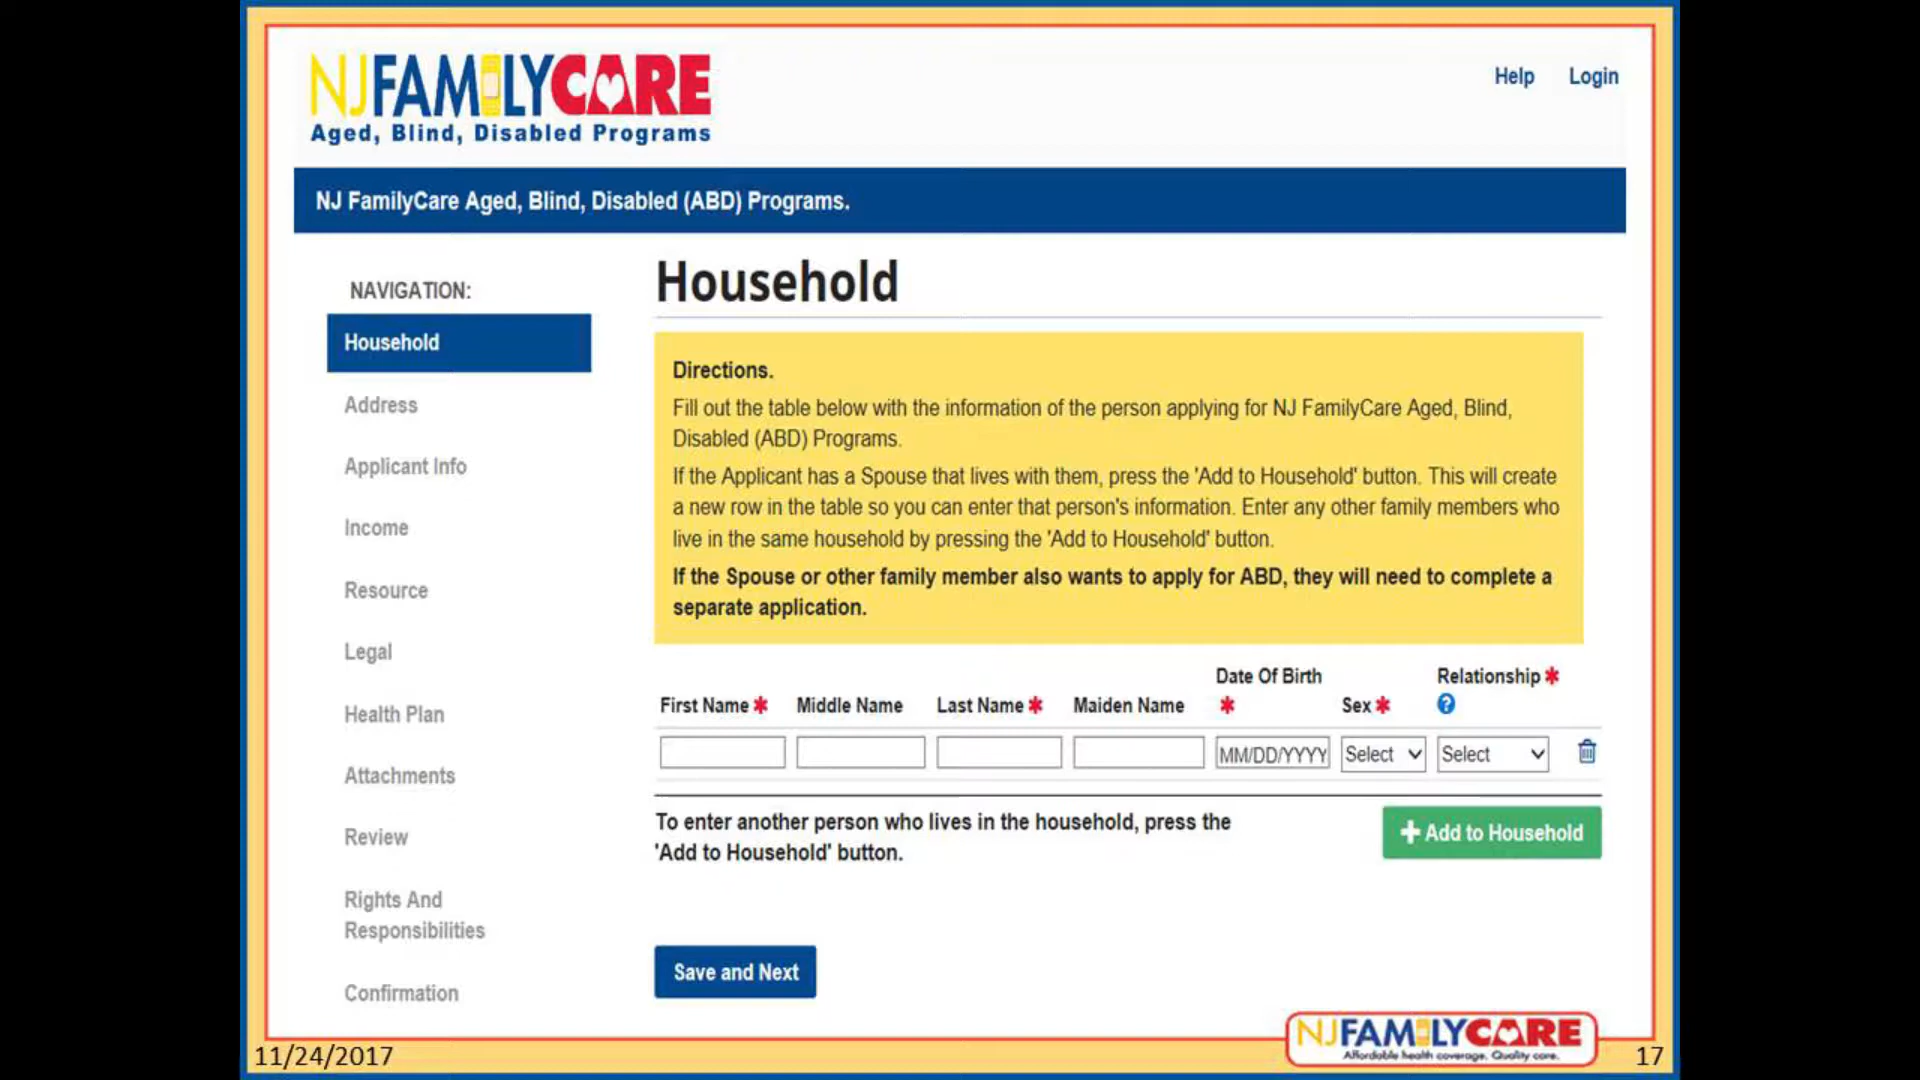 NJFAMILYCARE
Aged, Blind, Disabled Programs
Help Login
NJ FamilyCare Aged, Blind, Disabled (ABD) Programs.
NAVIGATION:
Household
Address
Applicant Info
Income
Resource
Legal
Health Plan
Attachments
Review
Rights And
Responsibilities
Confirmation
Household
Directions.
Fill out the table below with the information of the person applying for NJ FamilyCare Aged, Blind,
Disabled (ABD) Programs.
If the Applicant has a Spouse that lives with them, press the 'Add to Household' button. This will create
a new row in the table so you can enter that person's information. Enter any other family members who
live in the same household by pressing the 'Add to Household' button.
If the Spouse or other family member also wants to apply for ABD, they will need to complete a
separate application.
First Name * Middle Name Last Name * Maiden Name Date Of Birth * Sex * Relationship * ?
MM/DD/YYYY Select Select
To enter another person who lives in the household, press the
'Add to Household' button.
+ Add to Household
Save and Next
NJFAMILYCARE
Affordable health coverage. Quality care.
11/24/2017
17